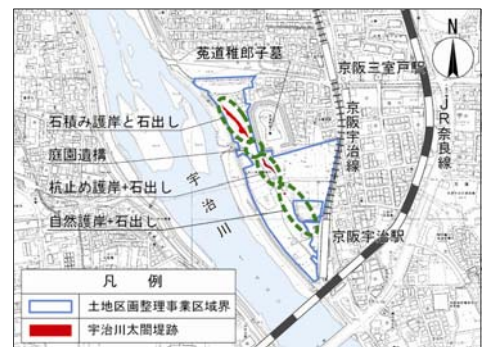 N
菟道稚郎子墓
京阪三室戸駅
石積み護岸と石出し
庭園遺構
杭止め護岸+石出し
自然護岸+石出し
宇治川
京阪宇治線
JR奈良線
京阪宇治駅
凡 例
土地区画整理事業区域界
宇治川太閤堤跡